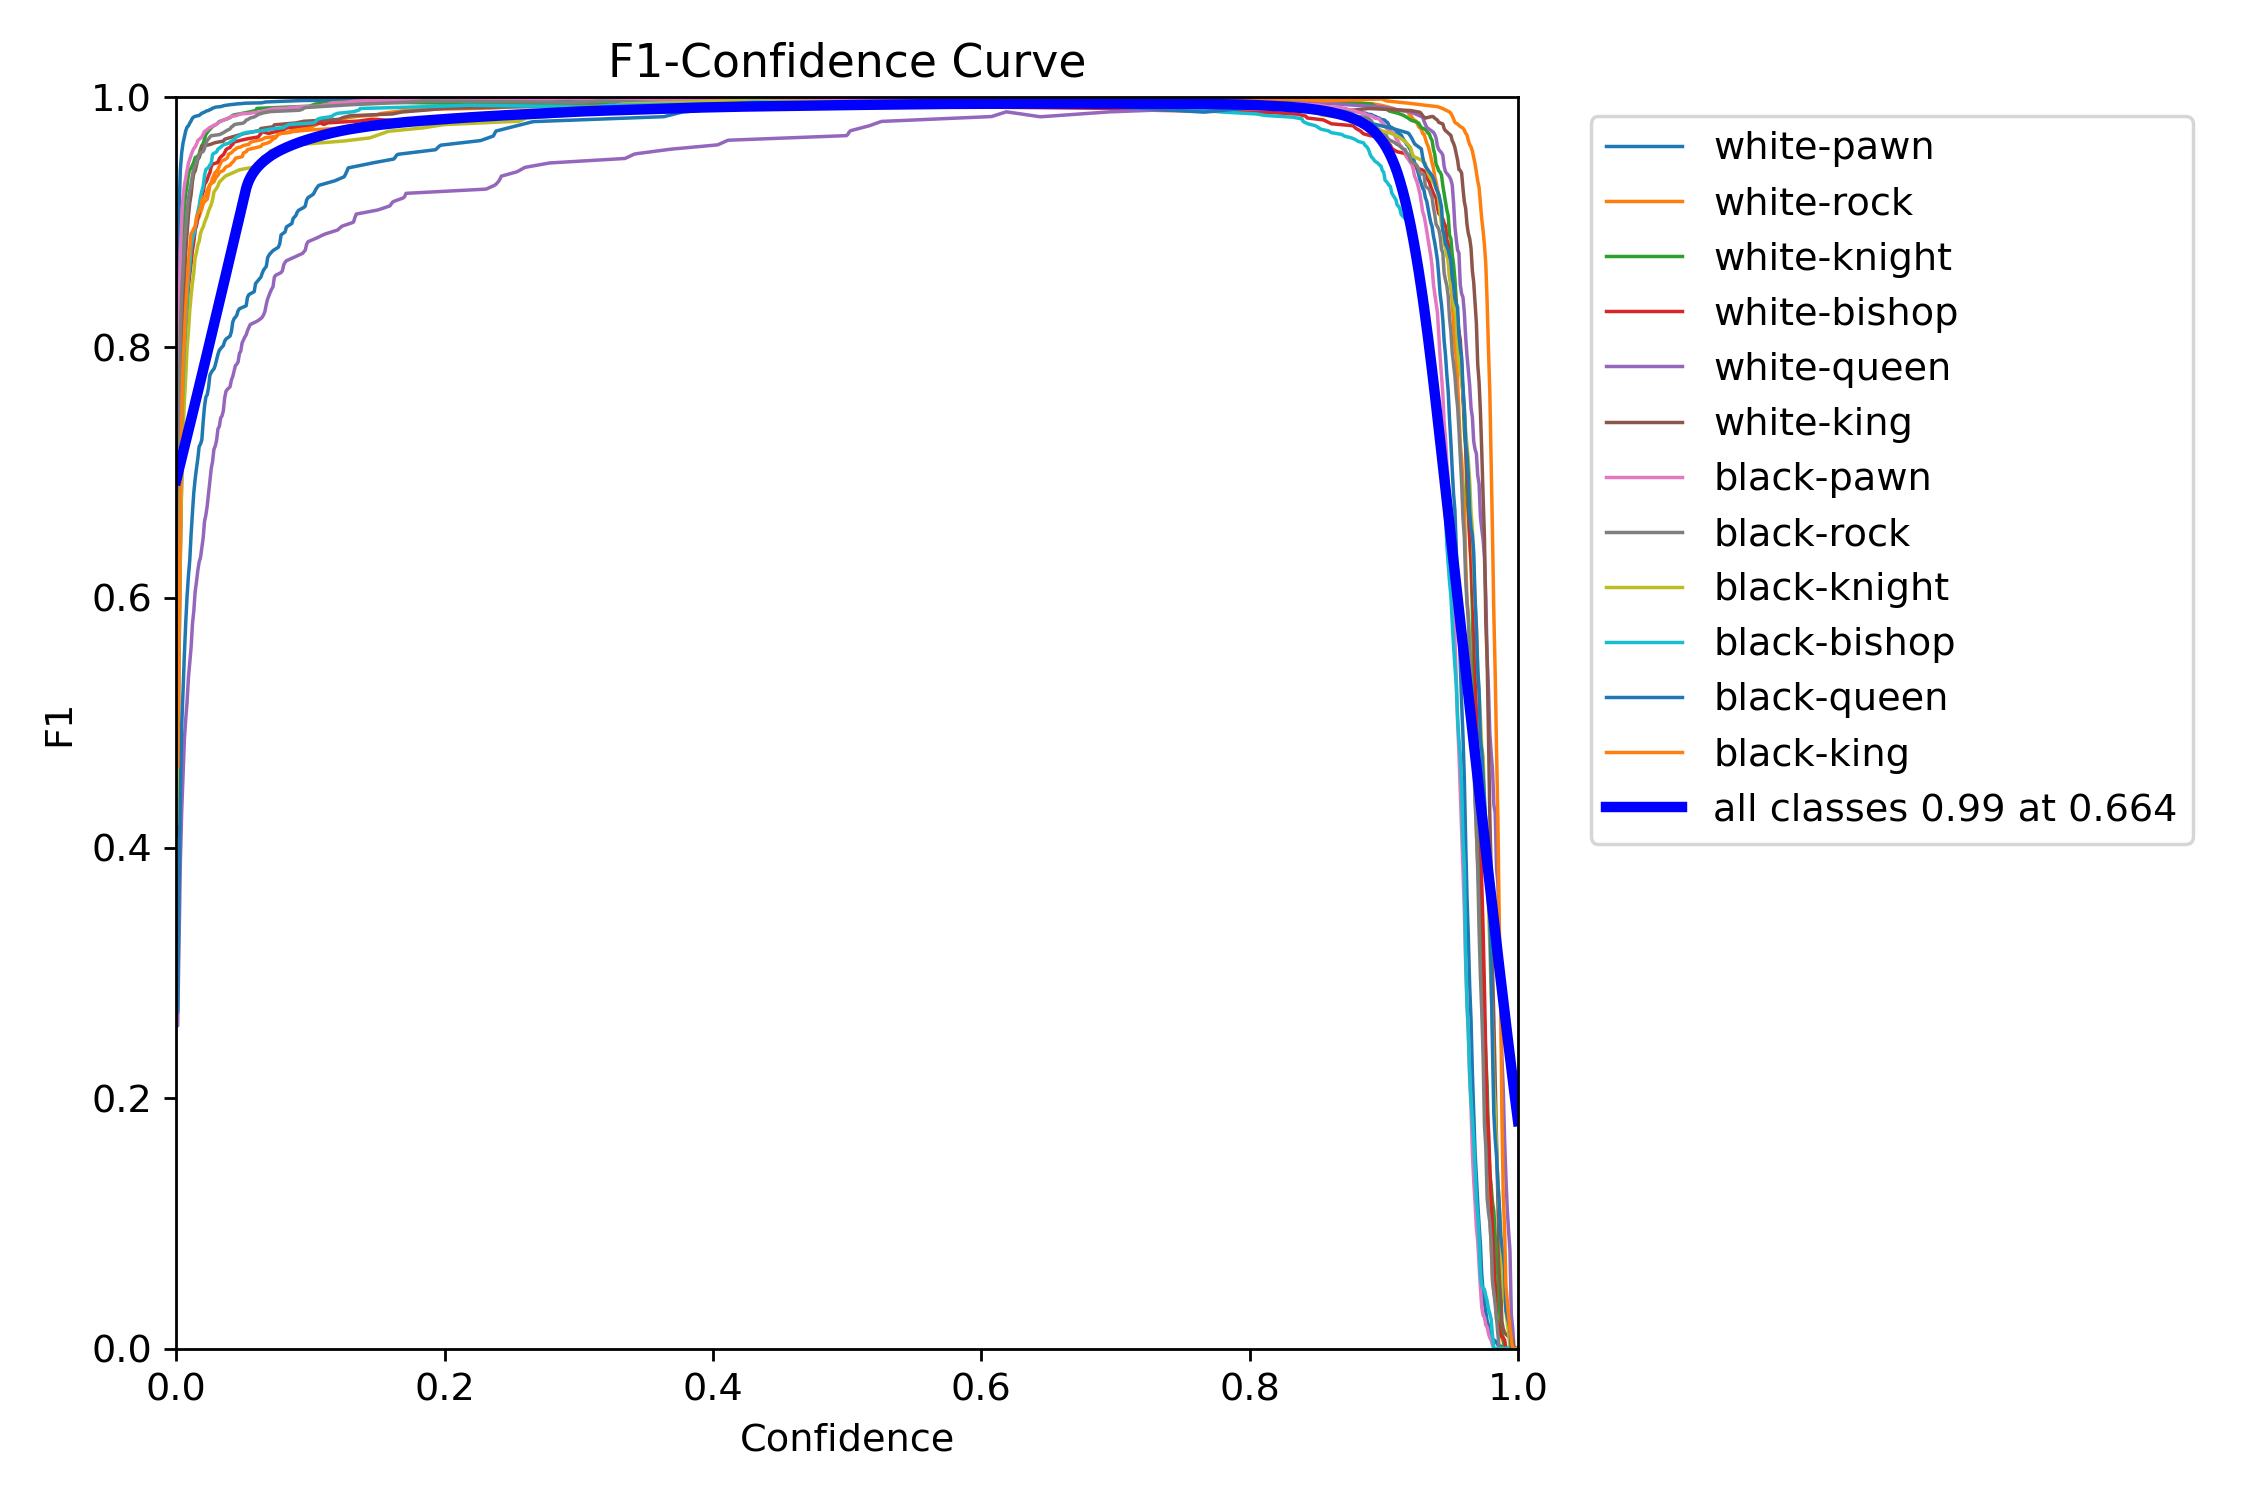 F1-Confidence Curve
1.0
0.8
0.6
0.4
0.2
0.0
F1
0.0 0.2 0.4 0.6 0.8 1.0
Confidence
white-pawn
white-rock
white-knight
white-bishop
white-queen
white-king
black-pawn
black-rock
black-knight
black-bishop
black-queen
black-king
all classes 0.99 at 0.664